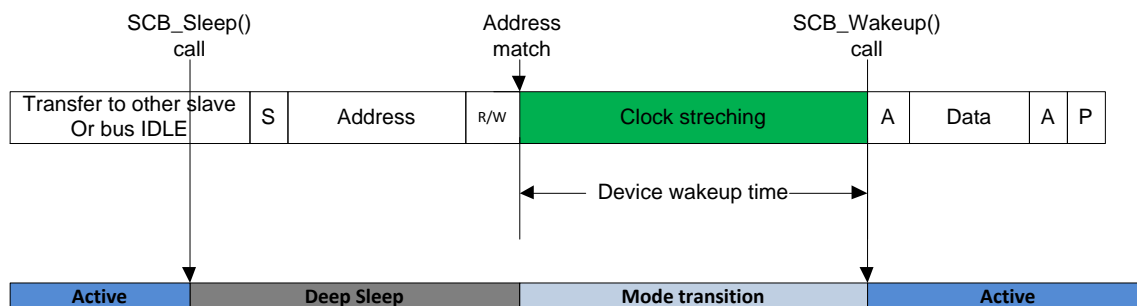 SCB_Sleep()
call
Address
match
SCB_Wakeup()
call
Transfer to other slave
Or bus IDLE
S
Address
R/W
Clock streching
A
Data
A
P
Device wakeup time
Active
Deep Sleep
Mode transition
Active